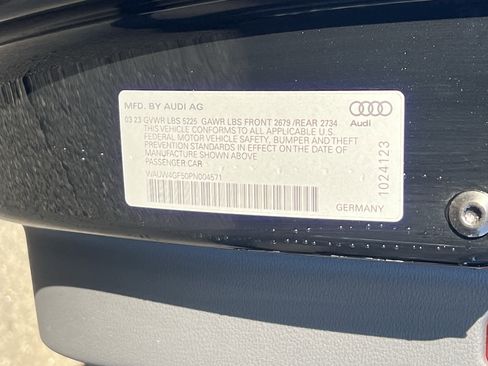 MFD. BY AUDI AG
03 23 GVWR LBS 5225 GAWR LBS FRONT 2679 /REAR 2734
THIS VEHICLE CONFORMS TO ALL APPLICABLE U.S.
FEDERAL MOTOR VEHICLE SAFETY, BUMPER AND THEFT
PREVENTION STANDARDS IN EFFECT ON THE DATE OF
MANUFACTURE SHOWN ABOVE
PASSENGER CAR
WAUW4GF50PN004571
GERMANY
Audi
1024123